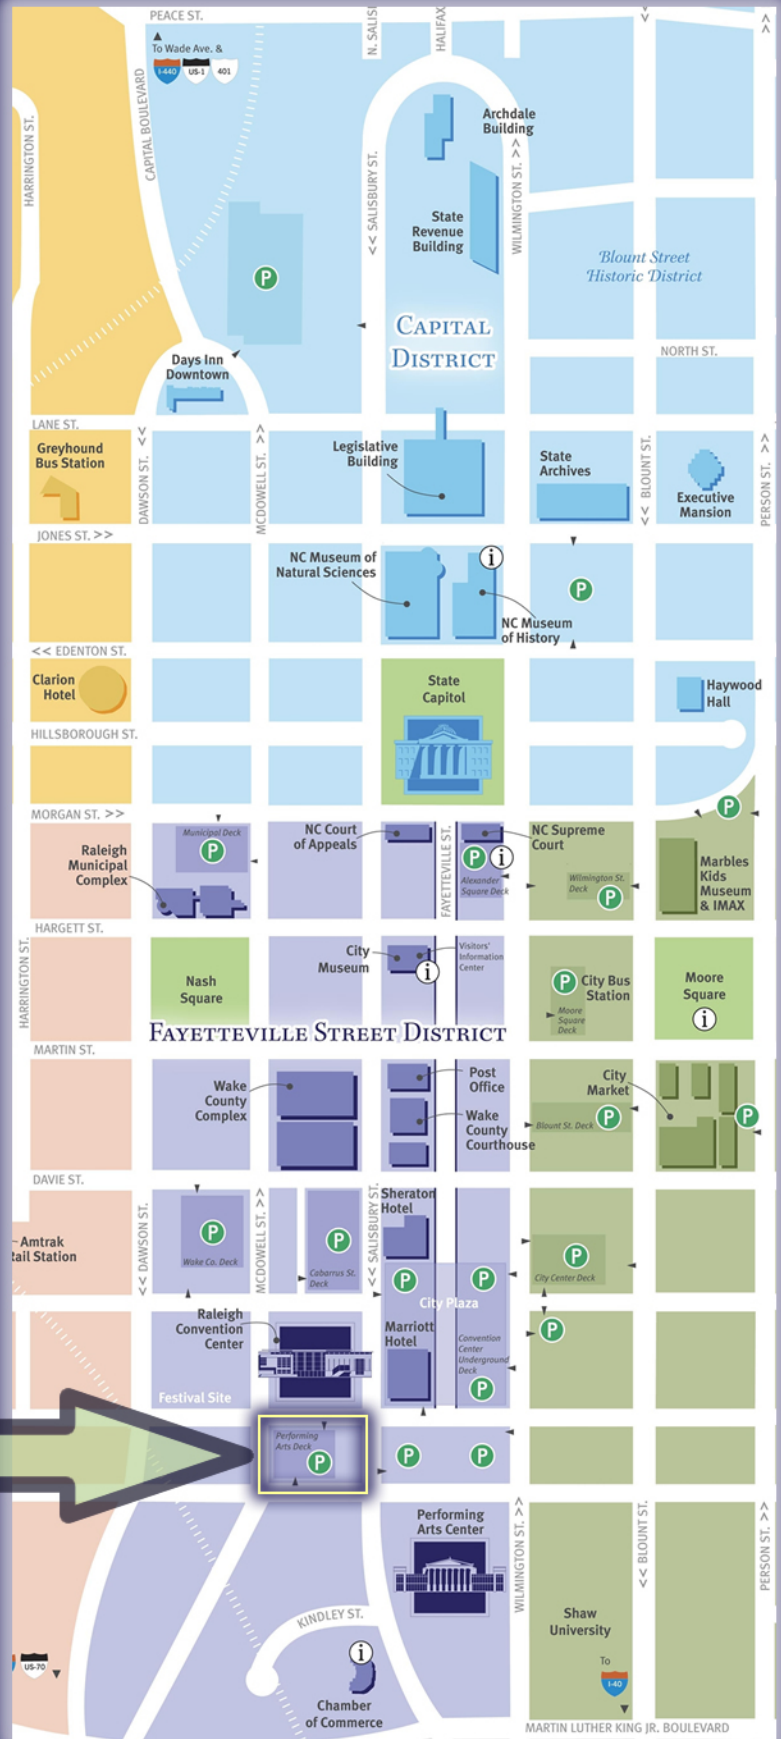 PEACE ST.
To Wade Ave. &
I-440
US-1
401
N. SALISB
HALIFAX
HARRINGTON ST.
CAPITAL BOULEVARD
<< SALISBURY ST.
WILMINGTON ST. >>
Archdale
Building
State
Revenue
Building
Blount Street
Historic District
P
CAPITAL
DISTRICT
NORTH ST.
Days Inn
Downtown
LANE ST.
Greyhound
Bus Station
<< DAWSON ST.
MCDOWELL ST. >>
Legislative
Building
State
Archives
<< BLOUNT ST.
Executive
Mansion
PERSON ST. >>
JONES ST. >>
NC Museum of
Natural Sciences
i
P
NC Museum
of History
<< EDENTON ST.
Clarion
Hotel
State
Capitol
Haywood
Hall
HILLSBOROUGH ST.
MORGAN ST. >>
P
Municipal Deck
P
Raleigh
Municipal
Complex
NC Court
of Appeals
FAYETTEVILLE ST.
NC Supreme
Court
P
i
Alexander
Square Deck
Wilmington St.
Deck
P
Marbles
Kids
Museum
& IMAX
HARGETT ST.
HARRINGTON ST.
Nash
Square
City
Museum
Visitors'
Information
Center
i
P
City Bus
Station
Moore
Square
Deck
Moore
Square
i
FAYETTEVILLE STREET DISTRICT
MARTIN ST.
Wake
County
Complex
Post
Office
Wake
County
Courthouse
City
Market
Blount St. Deck
P
P
DAVIE ST.
Amtrak
ail Station
<< DAWSON ST.
P
Wake Co. Deck
MCDOWELL ST. >>
P
Cabarrus St.
Deck
<< SALISBURY ST.
Sheraton
Hotel
P
P
City Plaza
P
City Center Deck
Raleigh
Convention
Center
Marriott
Hotel
Convention
Center
Underground
Deck
P
P
Festival Site
Performing
Arts Deck
P
P
P
Performing
Arts Center
WILMINGTON ST. >>
<< BLOUNT ST.
PERSON ST. >>
KINDLEY ST.
Shaw
University
US-70
i
Chamber
of Commerce
To
I-40
MARTIN LUTHER KING JR. BOULEVARD